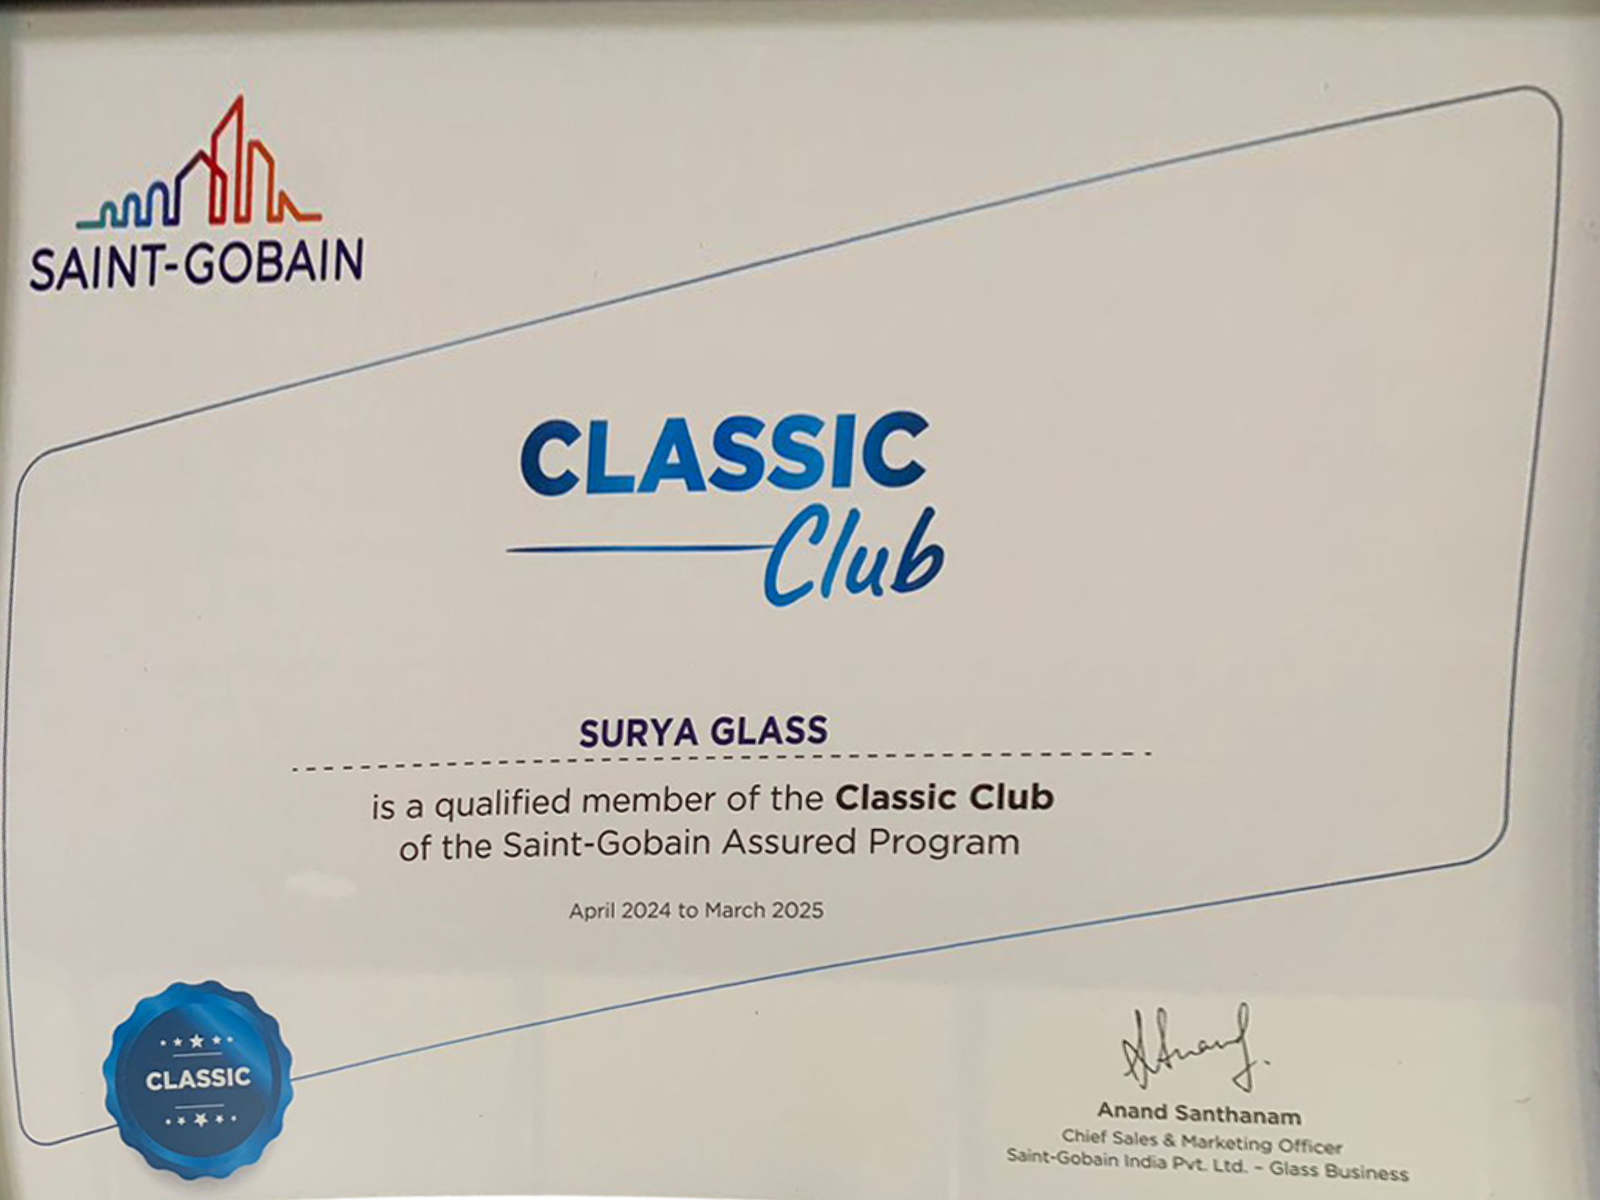 SAINT-GOBAIN
CLASSIC
Club
SURYA GLASS
is a qualified member of the Classic Club
of the Saint-Gobain Assured Program
April 2024 to March 2025
CLASSIC
Anand Santhanam
Chief Sales & Marketing Officer
Saint-Gobain India Pvt. Ltd. - Glass Business